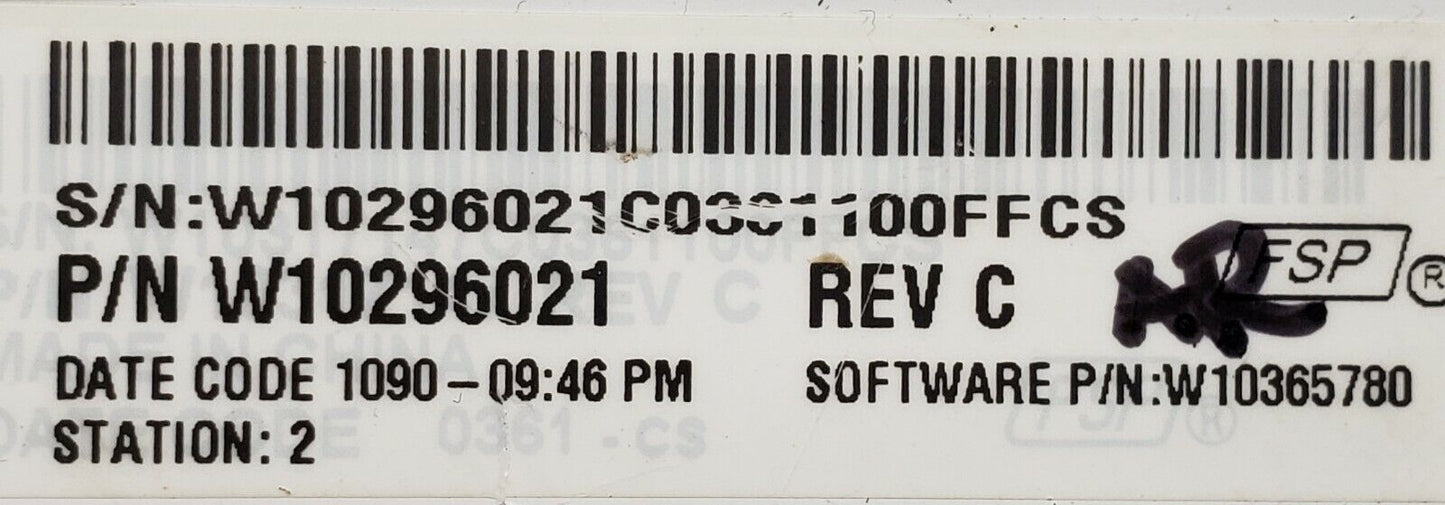 S/N:W10296021C0361100FFCS
P/N W10296021 REV C FSP®
DATE CODE 1090-09:46 PM SOFTWARE P/N:W10365780
STATION: 2